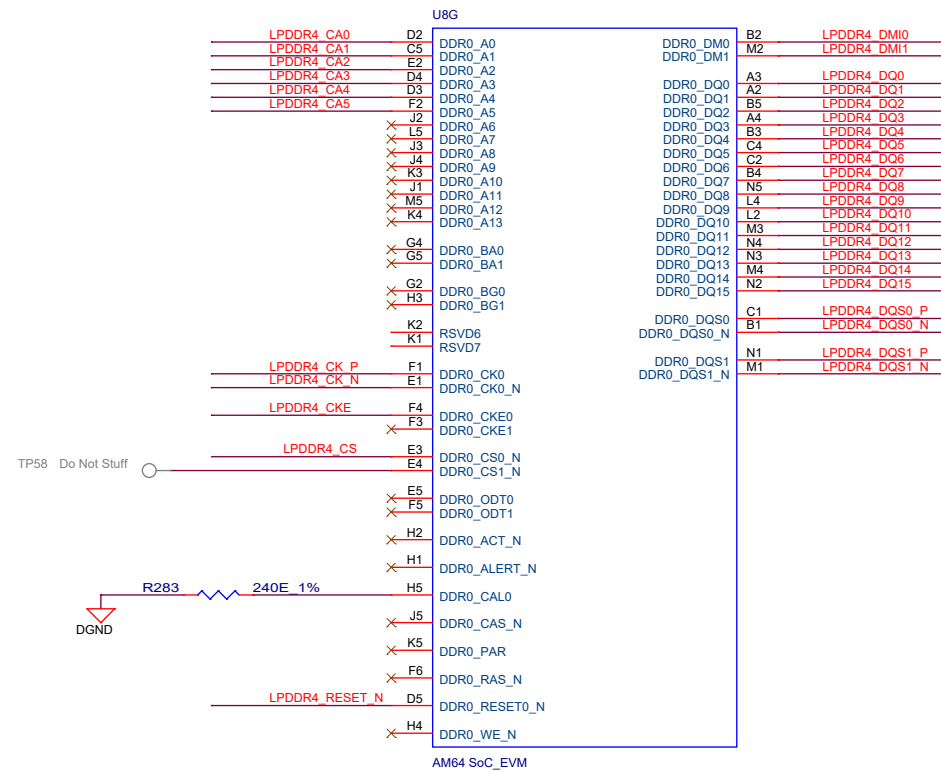 U8G
LPDDR4_CA0 D2 DDR0_A0 DDR0_DM0 B2 LPDDR4_DMI0
LPDDR4_CA1 C5 DDR0_A1 DDR0_DM1 M2 LPDDR4_DMI1
LPDDR4_CA2 E2 DDR0_A2
LPDDR4_CA3 D4 DDR0_A3 DDR0_DQ0 A3 LPDDR4_DQ0
LPDDR4_CA4 D3 DDR0_A4 DDR0_DQ1 A2 LPDDR4_DQ1
LPDDR4_CA5 F2 DDR0_A5 DDR0_DQ2 B5 LPDDR4_DQ2
J2 DDR0_A6 DDR0_DQ3 A4 LPDDR4_DQ3
L5 DDR0_A7 DDR0_DQ4 B3 LPDDR4_DQ4
J3 DDR0_A8 DDR0_DQ5 C4 LPDDR4_DQ5
J4 DDR0_A9 DDR0_DQ6 C2 LPDDR4_DQ6
K3 DDR0_A10 DDR0_DQ7 B4 LPDDR4_DQ7
J1 DDR0_A11 DDR0_DQ8 N5 LPDDR4_DQ8
M5 DDR0_A12 DDR0_DQ9 L4 LPDDR4_DQ9
K4 DDR0_A13 DDR0_DQ10 L2 LPDDR4_DQ10
DDR0_DQ11 M3 LPDDR4_DQ11
G4 DDR0_BA0 DDR0_DQ12 N4 LPDDR4_DQ12
G5 DDR0_BA1 DDR0_DQ13 N3 LPDDR4_DQ13
DDR0_DQ14 M4 LPDDR4_DQ14
G2 DDR0_BG0 DDR0_DQ15 N2 LPDDR4_DQ15
H3 DDR0_BG1
DDR0_DQS0 C1 LPDDR4_DQS0_P
K2 RSVD6 DDR0_DQS0_N B1 LPDDR4_DQS0_N
K1 RSVD7
DDR0_DQS1 N1 LPDDR4_DQS1_P
LPDDR4_CK_P F1 DDR0_CK0 DDR0_DQS1_N M1 LPDDR4_DQS1_N
LPDDR4_CK_N E1 DDR0_CK0_N
LPDDR4_CKE F4 DDR0_CKE0
F3 DDR0_CKE1
LPDDR4_CS E3 DDR0_CS0_N
TP58 Do Not Stuff E4 DDR0_CS1_N
E5 DDR0_ODT0
F5 DDR0_ODT1
H2 DDR0_ACT_N
H1 DDR0_ALERT_N
R283 240E_1% H5 DDR0_CAL0
DGND
J5 DDR0_CAS_N
K5 DDR0_PAR
F6 DDR0_RAS_N
LPDDR4_RESET_N D5 DDR0_RESET0_N
H4 DDR0_WE_N
AM64 SoC_EVM